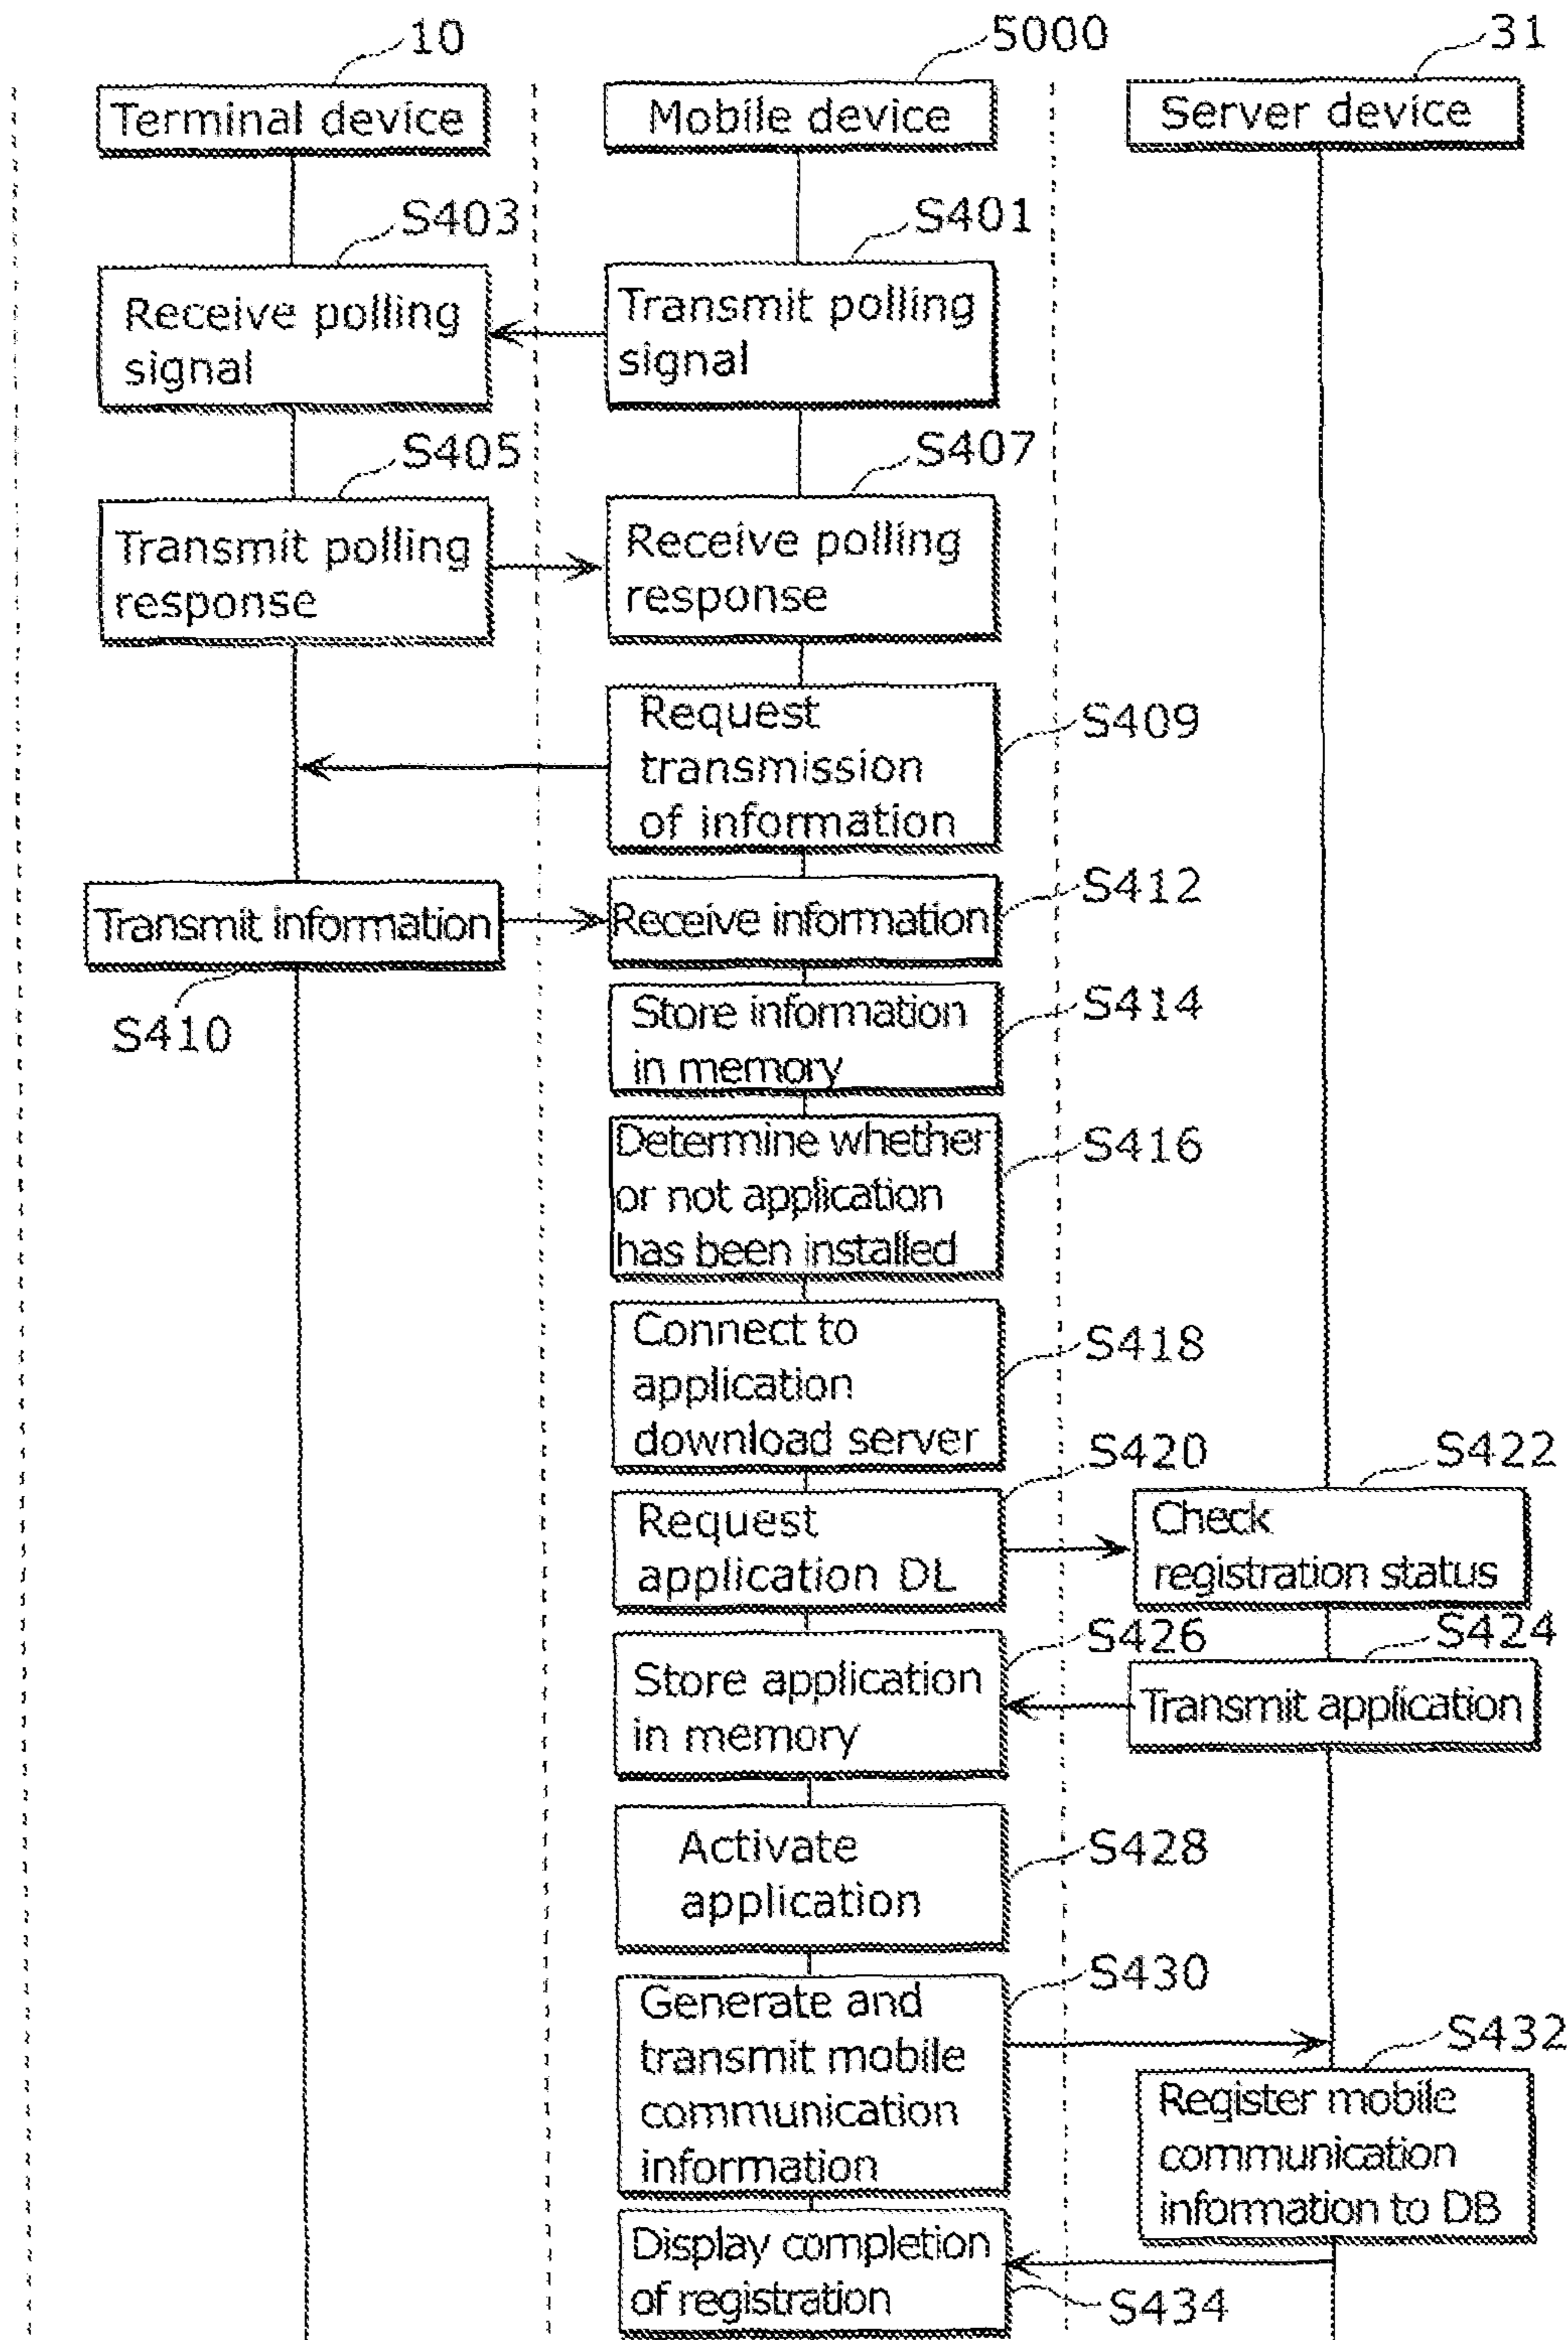 10
5000
31
Terminal device
Mobile device
Server device
S403
S401
Receive polling
signal
Transmit polling
signal
S405
S407
Transmit polling
response
Receive polling
response
Request
transmission
of information
S409
Transmit information
Receive information
S412
S410
Store information
in memory
S414
Determine whether
or not application
has been installed
S416
Connect to
application
download server
S418
S420
S422
Request
application DL
Check
registration status
S426
S424
Store application
in memory
Transmit application
Activate
application
S428
S430
Generate and
transmit mobile
communication
information
S432
Register mobile
communication
information to DB
Display completion
of registration
S434